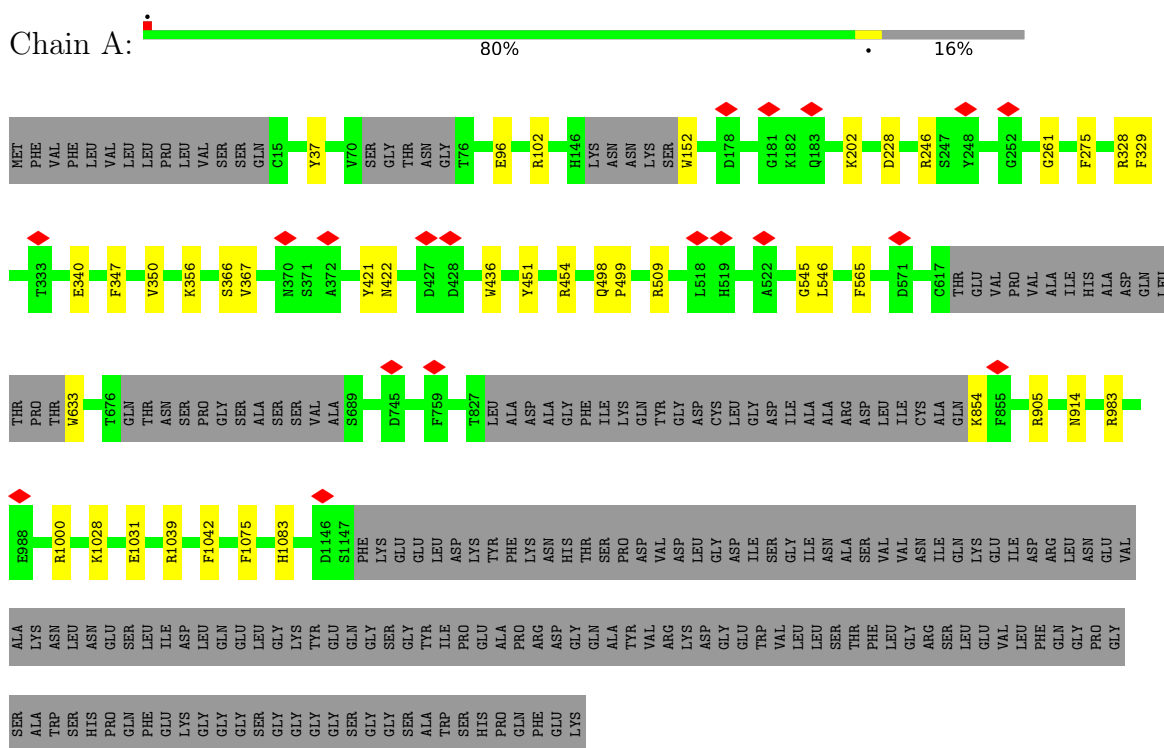 Chain A:
80%
•
16%
•
MET PHE VAL PHE LEU VAL LEU LEU PRO LEU VAL SER SER GLN C15 Y37 V70 SER GLY THR ASN GLY T76 E96 R102 H146 LYS ASN ASN LYS SER W152 D178 G181 K182 Q183 K202 D228 R246 S247 Y248 G252 G261 F275 R328 F329
T333 E340 F347 V350 K356 S366 V367 N370 S371 A372 Y421 N422 D427 D428 W436 Y451 R454 Q498 P499 R509 L518 H519 A522 G545 L546 F565 D571 C617 THR GLU VAL PRO VAL ALA ILE HIS ALA ASP GLN LEU
THR PRO THR W633 T676 GLN THR ASN SER PRO GLY SER ALA SER SER VAL ALA S689 D745 F759 T827 LEU ALA ASP ALA GLY PHE ILE LYS GLN TYR GLY ASP CYS LEU GLY ASP ILE ALA ALA ARG ASP LEU ILE CYS ALA GLN K854 F855 R905 N914 R983
E988 R1000 K1028 E1031 R1039 F1042 F1075 H1083 D1146 S1147 PHE LYS GLU GLU LEU ASP LYS TYR PHE LYS ASN HIS THR SER PRO ASP VAL ASP LEU GLY ASP ILE SER GLY ILE ASN ALA SER VAL VAL ASN ILE GLN LYS GLU ILE ASP ARG LEU ASN GLU VAL
ALA LYS ASN LEU ASN GLU SER LEU ILE ASP LEU GLN GLU LEU GLY LYS TYR GLU GLN GLY SER GLY TYR ILE PRO GLU ALA PRO ARG ASP GLY GLN ALA TYR VAL ARG LYS ASP GLY GLU TRP VAL LEU LEU SER THR PHE LEU GLY ARG SER LEU GLU VAL LEU PHE GLN GLY PRO GLY
SER ALA TRP SER HIS PRO GLN PHE GLU LYS GLY GLY GLY SER GLY GLY GLY GLY SER GLY GLY SER ALA TRP SER HIS PRO GLN PHE GLU LYS